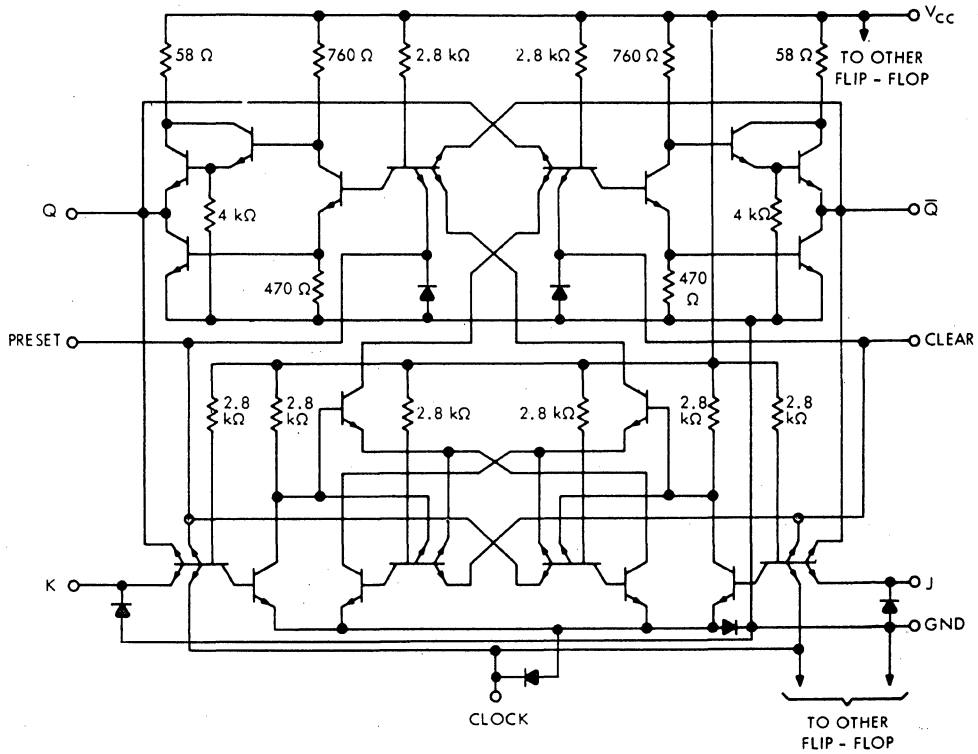 VCC
58 Ω
760 Ω
2.8 kΩ
2.8 kΩ
760 Ω
58 Ω
TO OTHER
FLIP - FLOP
Q
4 kΩ
4 kΩ
Q̅
470 Ω
470
Ω
PRESET
CLEAR
2.8
kΩ
2.8
kΩ
2.8 kΩ
2.8 kΩ
2.8
kΩ
2.8
kΩ
K
J
GND
CLOCK
TO OTHER
FLIP - FLOP